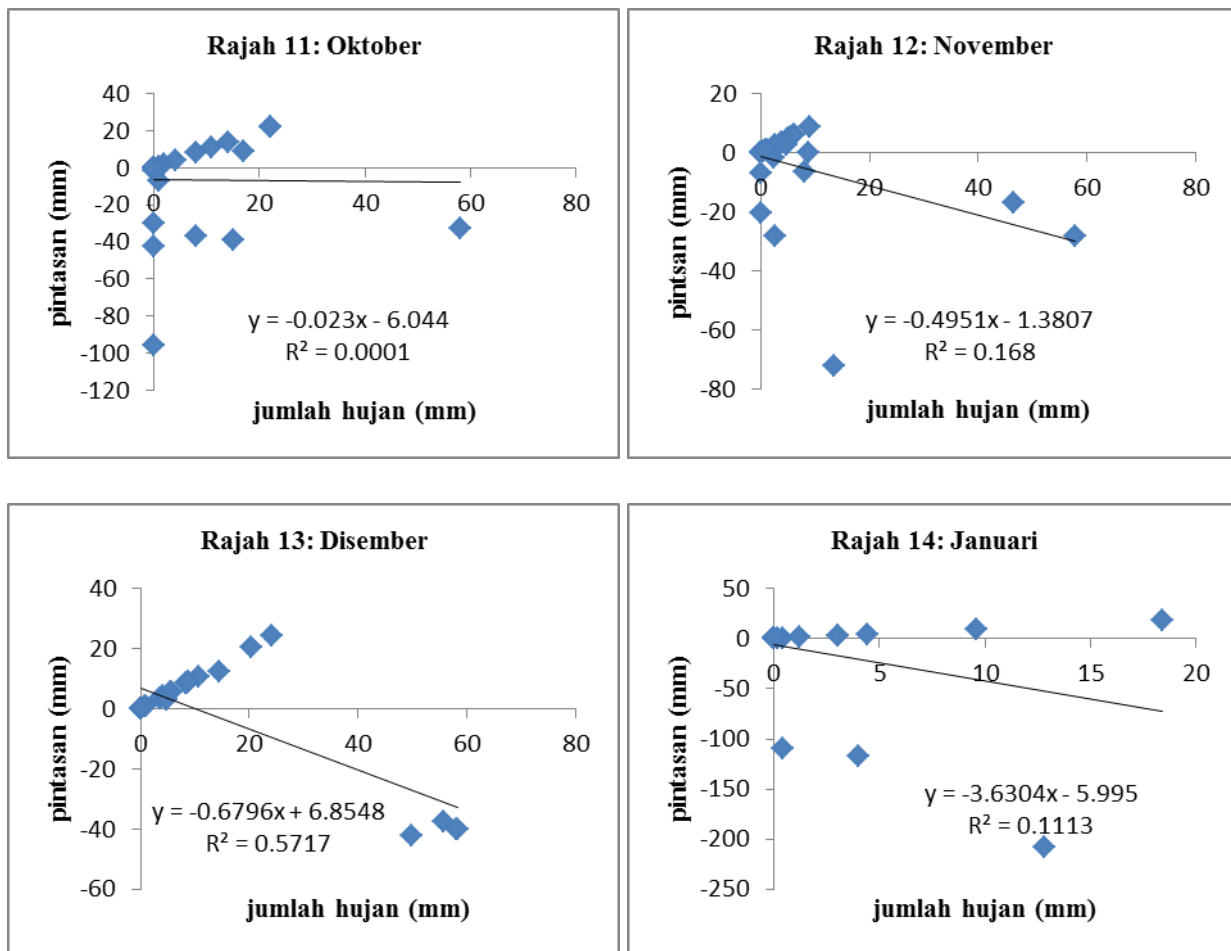 Rajah 11: Oktober
40
20
0
-20
-40
-60
-80
-100
-120
0
20
40
60
80
pintasan (mm)
y = -0.023x - 6.044
R² = 0.0001
jumlah hujan (mm)
Rajah 12: November
20
0
-20
-40
-60
-80
0
20
40
60
80
pintsan (mm)
y = -0.4951x - 1.3807
R² = 0.168
jumlah hujan (mm)
Rajah 13: Disember
40
20
0
-20
-40
-60
0
20
40
60
80
pintasan (mm)
y = -0.6796x + 6.8548
R² = 0.5717
jumlah hujan (mm)
Rajah 14: Januari
50
0
-50
-100
-150
-200
-250
0
5
10
15
20
pintasan (mm)
y = -3.6304x - 5.995
R² = 0.1113
jumlah hujan (mm)